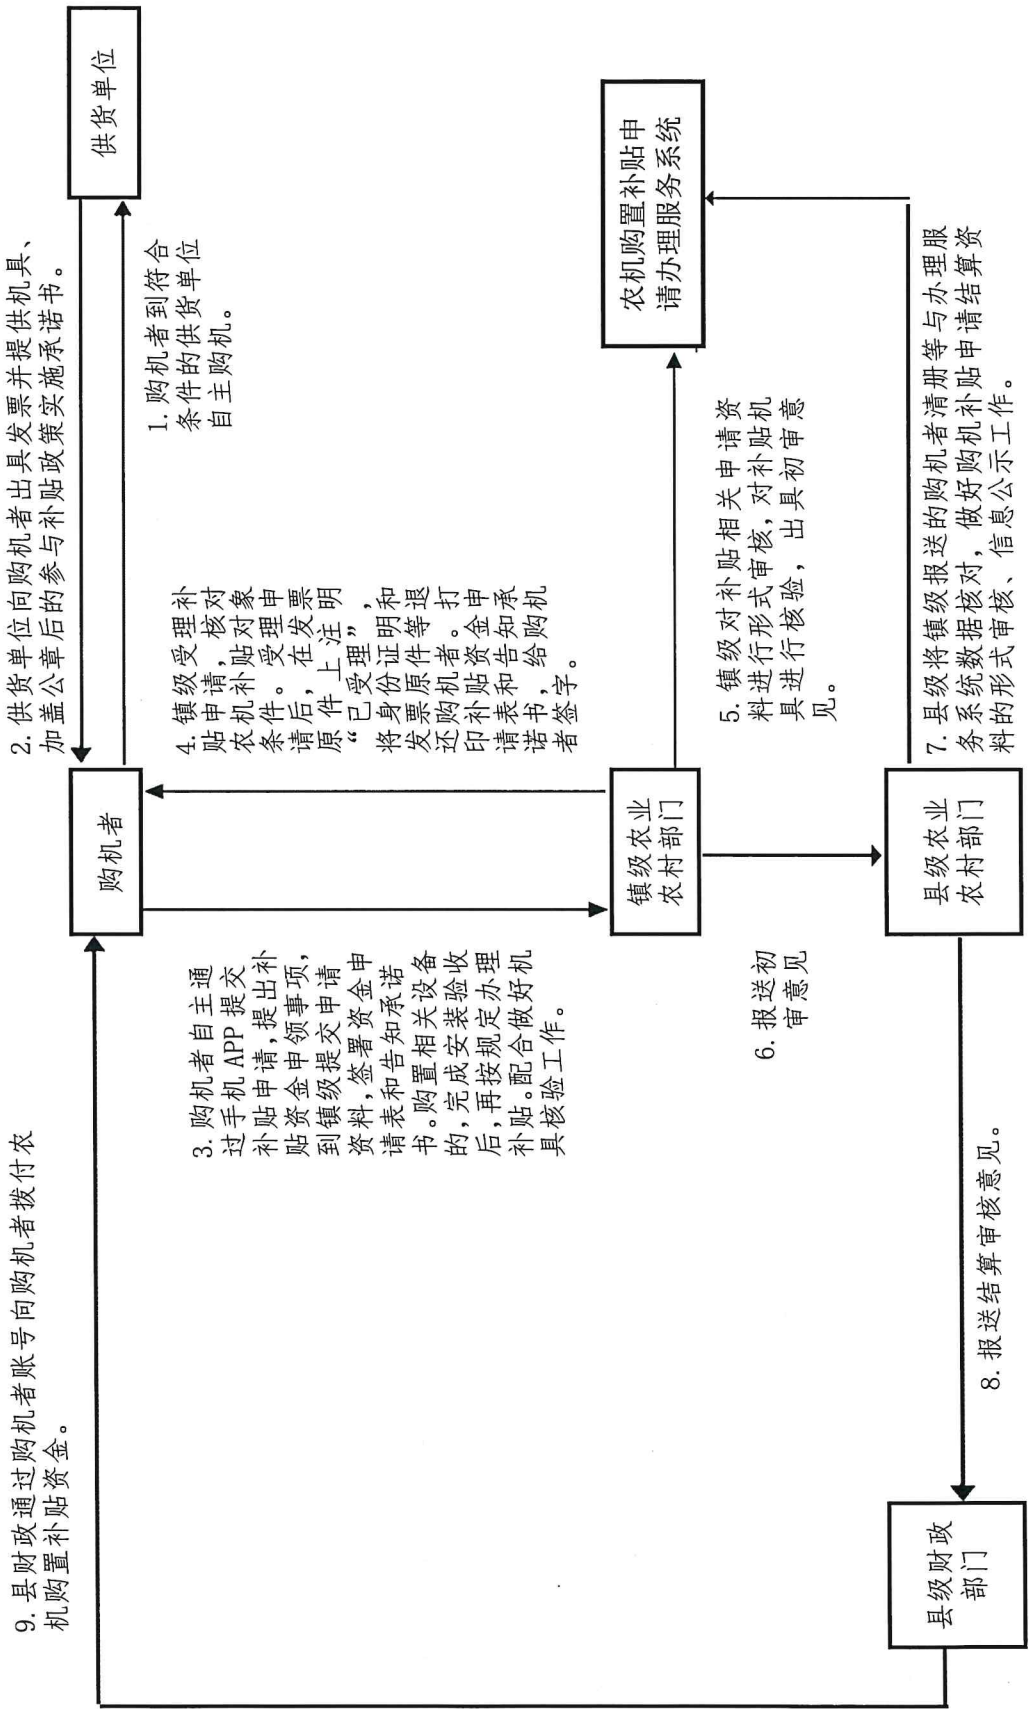 9. 县财政通过购机者账号向购机者拨付农
机购置补贴资金。
2. 供货单位向购机者出具发票并提供机具、
加盖公章后的参与补贴政策实施承诺书。
购机者
供货单位
1. 购机者到符合
条件的供货单位
自主购机。
3. 购机者自主通
过手机 APP 提交
补贴申请,提出补
贴资金申领事项,
到镇级提交申请
资料,签署资金申
请表和告知承诺
书。购置相关设备
的,完成安装验收
后,再按规定办理
补贴。配合做好机
具核验工作。
4. 镇级受理补
贴申请，核对
农机补贴对象
条件。受理申
请后，在发票
原件上注明
“已受理”，
将身份证明和
发票原件等退
还购机者。打
印补贴资金申
请表和告知承
诺书，给购机
者签字。
镇级农业
农村部门
农机购置补贴申
请办理服务系统
5. 镇级对补贴相关申请资
料进行形式审核，对补贴机
具进行核验，出具初审意
见。
6. 报送初
审意见
县级财政
部门
县级农业
农村部门
8. 报送结算审核意见。
7. 县级将镇级报送的购机者清册等与办理服
务系统数据核对，做好购机补贴申请结算资
料的形式审核、信息公示工作。